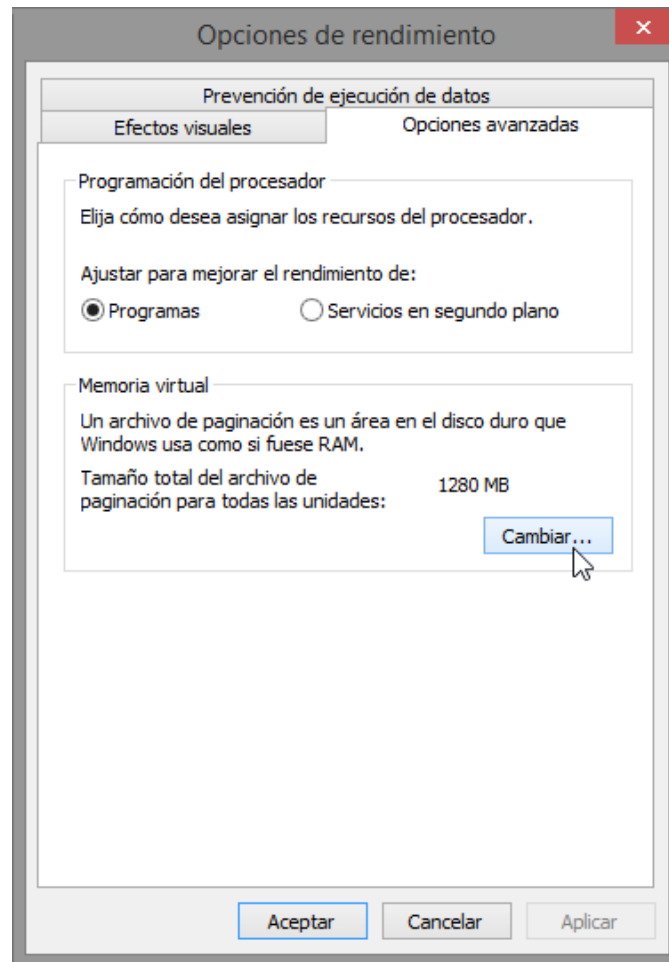 Opciones de rendimiento
Prevención de ejecución de datos
Efectos visuales
Opciones avanzadas
Programación del procesador
Elija cómo desea asignar los recursos del procesador.
Ajustar para mejorar el rendimiento de:
Programas
Servicios en segundo plano
Memoria virtual
Un archivo de paginación es un área en el disco duro que
Windows usa como si fuese RAM.
Tamaño total del archivo de
paginación para todas las unidades:
1280 MB
Cambiar...
Aceptar
Cancelar
Aplicar